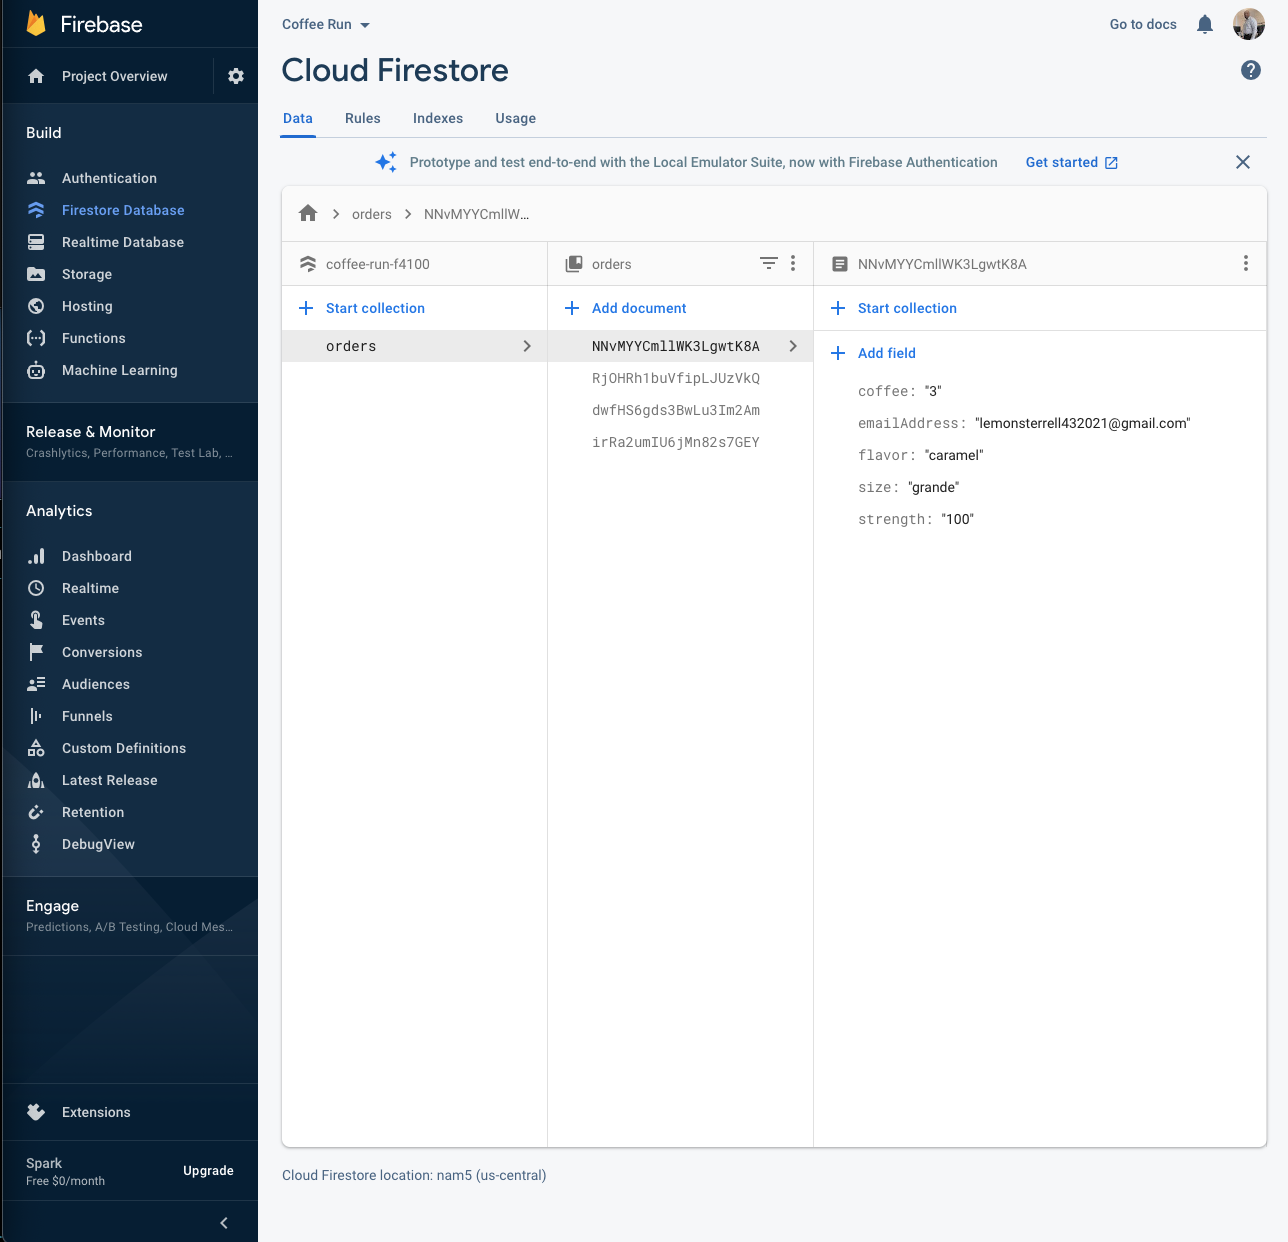 Firebase
Project Overview
Build
Authentication
Firestore Database
Realtime Database
Storage
Hosting
Functions
Machine Learning
Release & Monitor
Crashlytics, Performance, Test Lab, ...
Analytics
Dashboard
Realtime
Events
Conversions
Audiences
Funnels
Custom Definitions
Latest Release
Retention
DebugView
Engage
Predictions, A/B Testing, Cloud Mes...
Extensions
Spark
Free $0/month
Upgrade
Coffee Run
Go to docs
Cloud Firestore
Data Rules Indexes Usage
Prototype and test end-to-end with the Local Emulator Suite, now with Firebase Authentication Get started
orders NNvMYYCmllW...
coffee-run-f4100
Start collection
orders
orders
Add document
NNvMYYCmllWK3LgwtK8A
RjOHRh1buVfipLJUzVkQ
dwfHS6gds3BwLu3Im2Am
irRa2umIU6jMn82s7GEY
NNvMYYCmllWK3LgwtK8A
Start collection
Add field
coffee: "3"
emailAddress: "lemonsterrell432021@gmail.com"
flavor: "caramel"
size: "grande"
strength: "100"
Cloud Firestore location: nam5 (us-central)